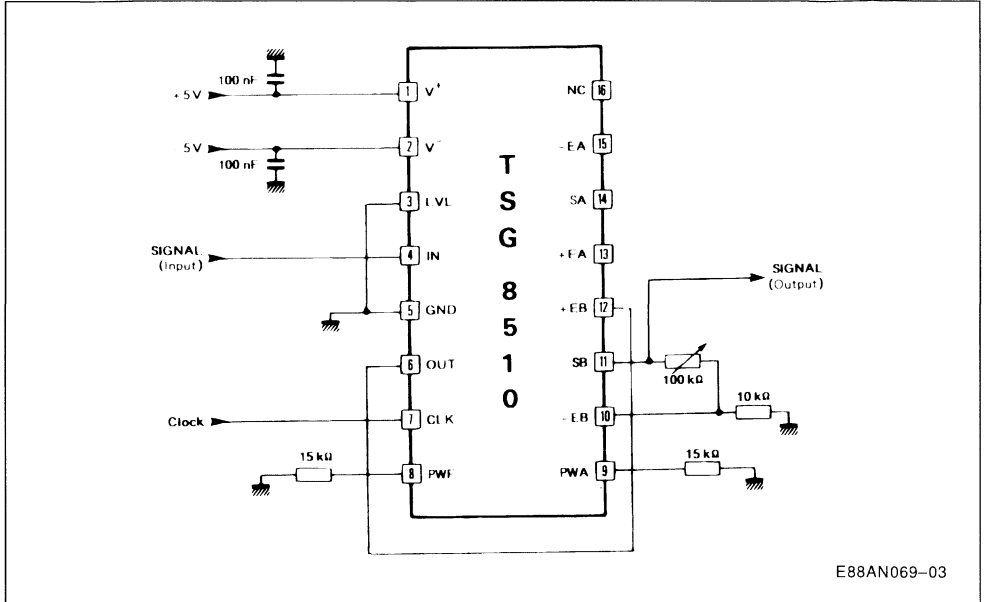 100 nF
+5V
5V
100 nF
SIGNAL
(Input)
Clock
15 kΩ
1 V+
2 V−
3 LVL
4 IN
5 GND
6 OUT
7 CLK
8 PWF
T
S
G
8
5
1
0
NC 16
-EA 15
SA 14
+EA 13
+EB 12
SB 11
-EB 10
PWA 9
SIGNAL
(Output)
100 kΩ
10 kΩ
15 kΩ
E88AN069-03